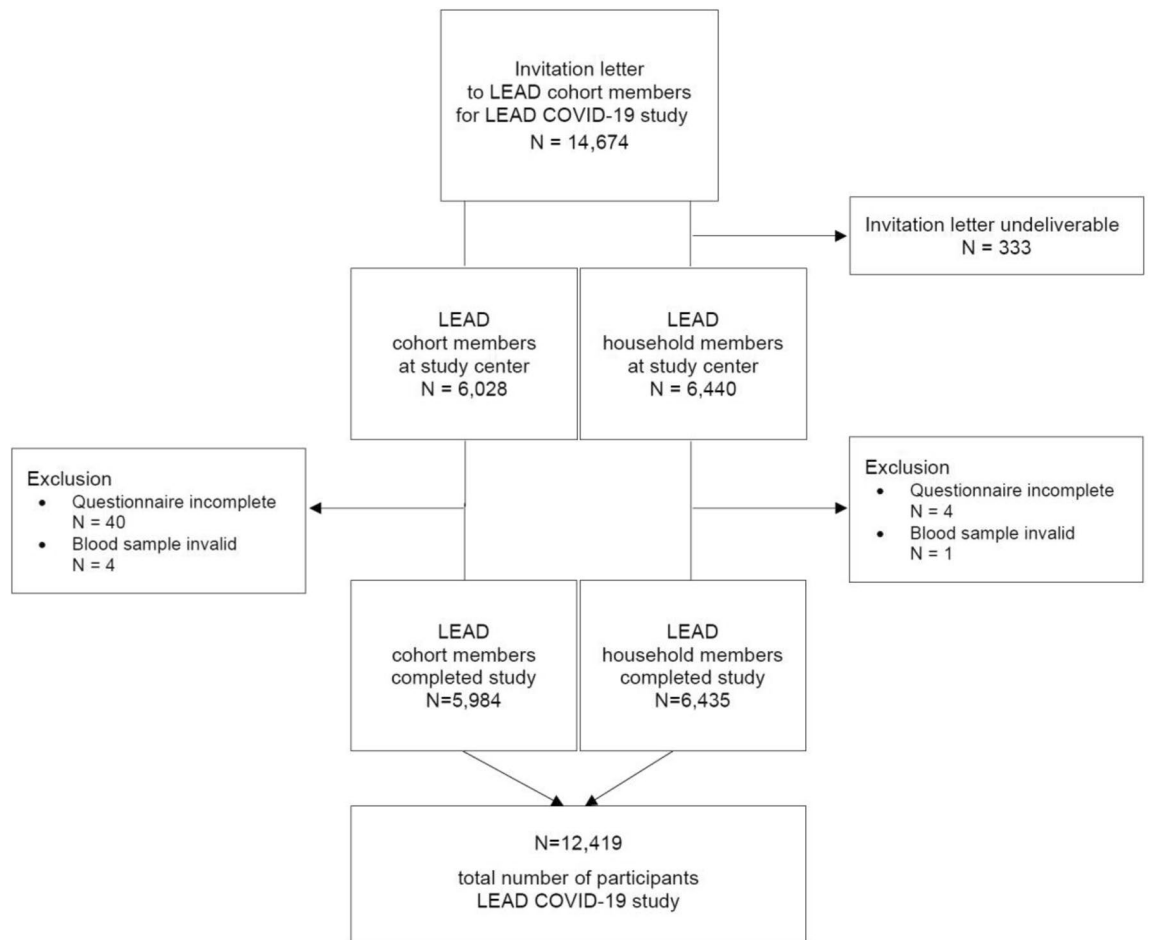 Invitation letter
to LEAD cohort members
for LEAD COVID-19 study
N = 14,674
Invitation letter undeliverable
N = 333
LEAD
cohort members
at study center
N = 6,028
LEAD
household members
at study center
N = 6,440
Exclusion
• Questionnaire incomplete
N = 40
• Blood sample invalid
N = 4
Exclusion
• Questionnaire incomplete
N = 4
• Blood sample invalid
N = 1
LEAD
cohort members
completed study
N=5,984
LEAD
household members
completed study
N=6,435
N=12,419
total number of participants
LEAD COVID-19 study